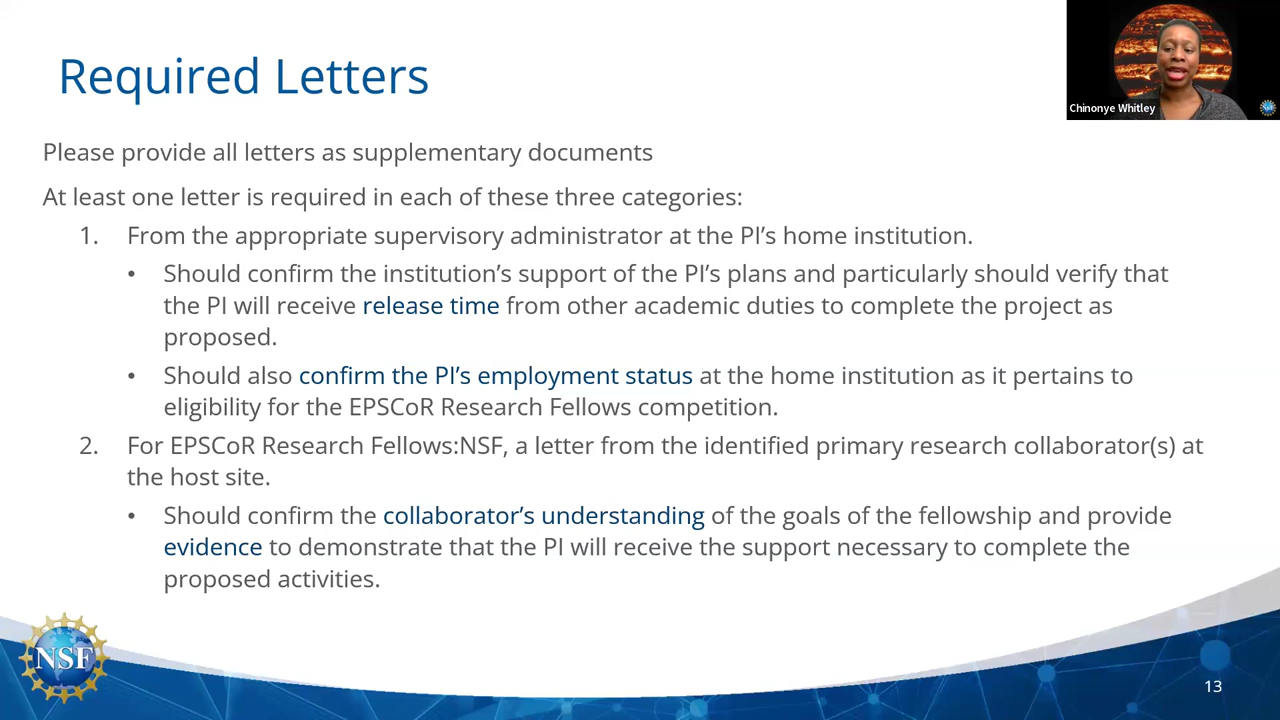 Required Letters
Chinonye Whitley
Please provide all letters as supplementary documents
At least one letter is required in each of these three categories:
1. From the appropriate supervisory administrator at the PI’s home institution.
• Should confirm the institution’s support of the PI’s plans and particularly should verify that
the PI will receive release time from other academic duties to complete the project as
proposed.
• Should also confirm the PI’s employment status at the home institution as it pertains to
eligibility for the EPSCoR Research Fellows competition.
2. For EPSCoR Research Fellows:NSF, a letter from the identified primary research collaborator(s) at
the host site.
• Should confirm the collaborator’s understanding of the goals of the fellowship and provide
evidence to demonstrate that the PI will receive the support necessary to complete the
proposed activities.
NSF
13